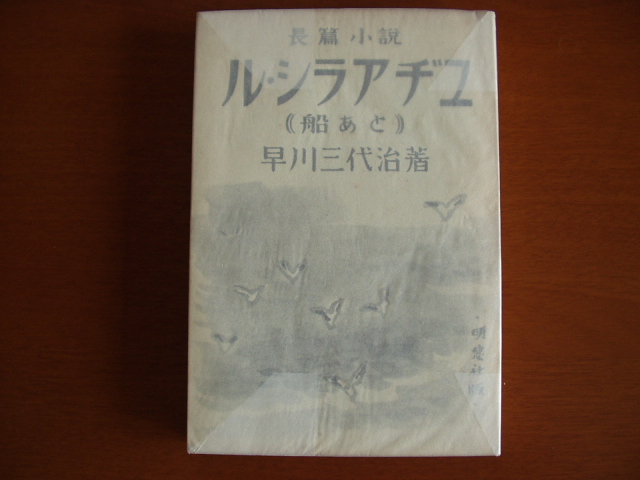 長篇小説
ル・シラアヂユ
《船あと》
早川三代治著